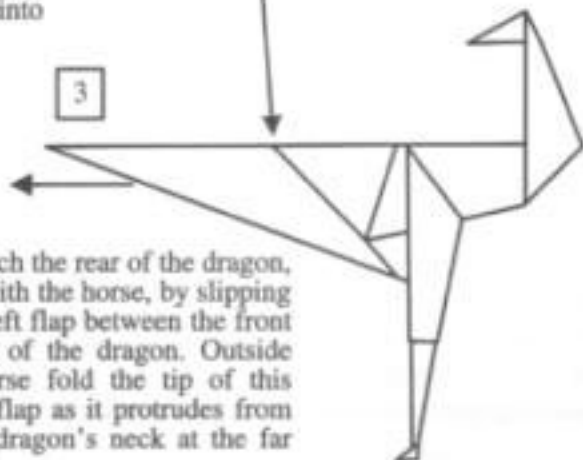 into
3
ch the rear of the dragon,
ith the horse, by slipping
eft flap between the front
of the dragon. Outside
rse fold the tip of this
flap as it protrudes from
dragon's neck at the far